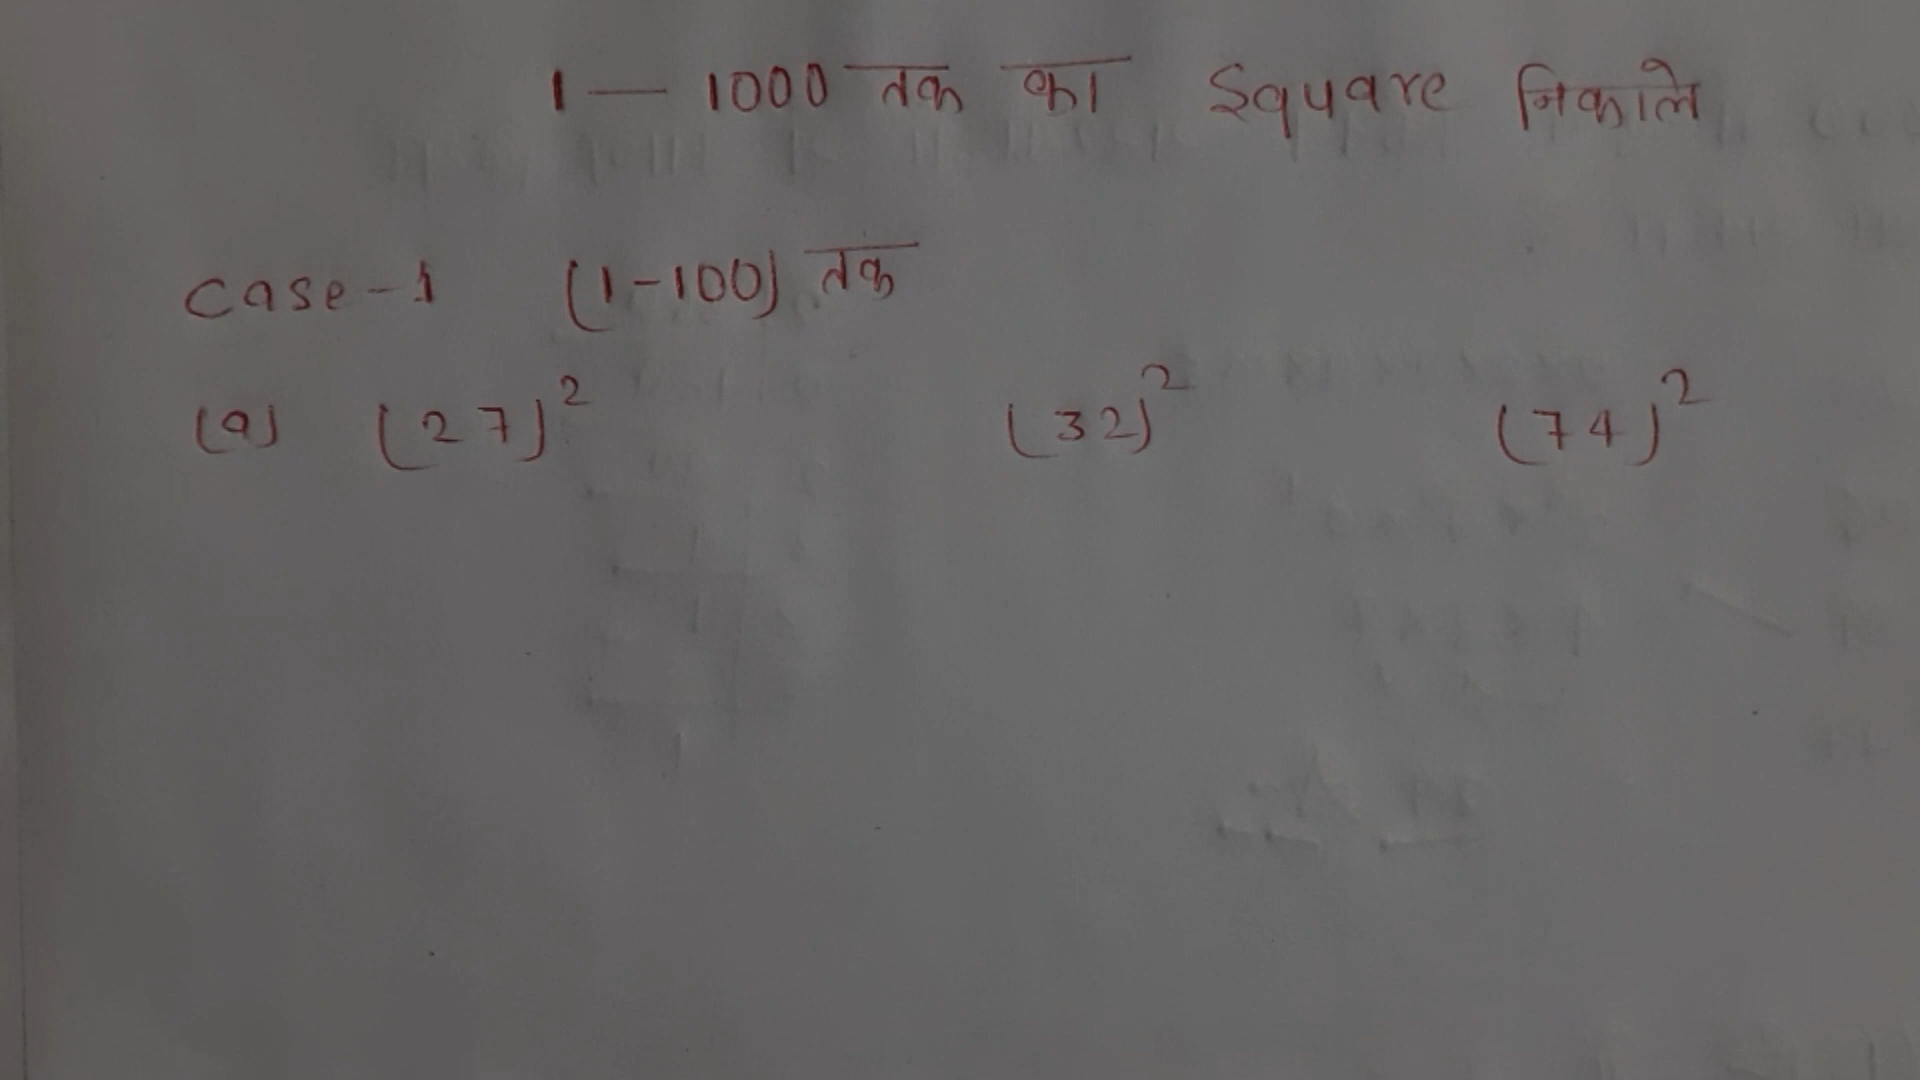 1 — 1000 तक का Square निकाले
Case-1 (1-100) तक
(a) (27)² (32)² (74)²